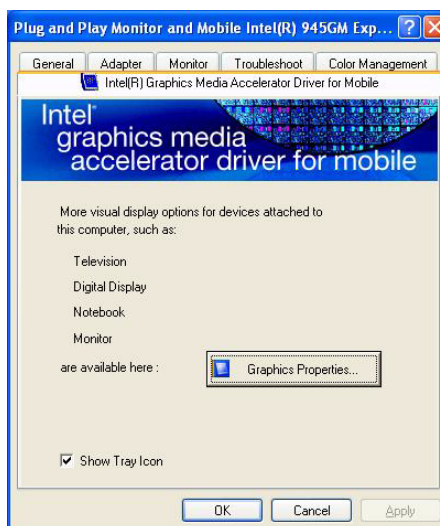 Plug and Play Monitor and Mobile Intel(R) 945GM Exp... ?
General Adapter Monitor Troubleshoot Color Management
Intel(R) Graphics Media Accelerator Driver for Mobile
Intel®
graphics media
accelerator driver for mobile
More visual display options for devices attached to
this computer, such as:
Television
Digital Display
Notebook
Monitor
are available here :
Graphics Properties...
Show Tray Icon
OK Cancel Apply